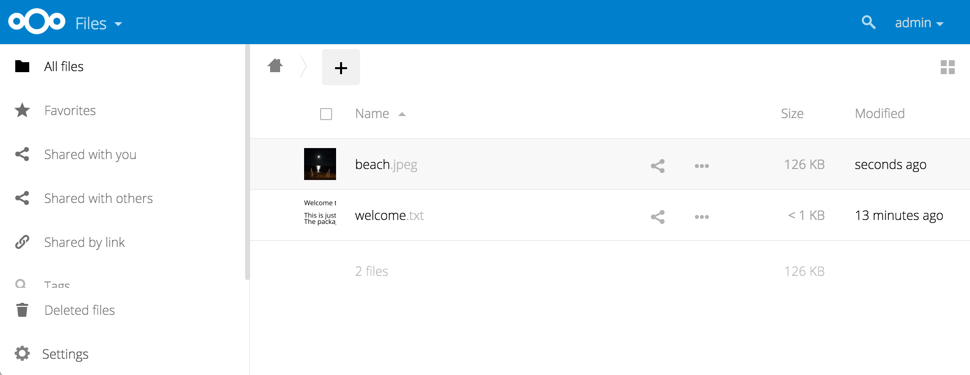 Files
admin
All files
Favorites
Shared with you
Shared with others
Shared by link
Tags
Deleted files
Settings
+
Name Size Modified
beach.jpeg 126 KB seconds ago
Welcome t
This is just
The packa
welcome.txt < 1 KB 13 minutes ago
2 files 126 KB